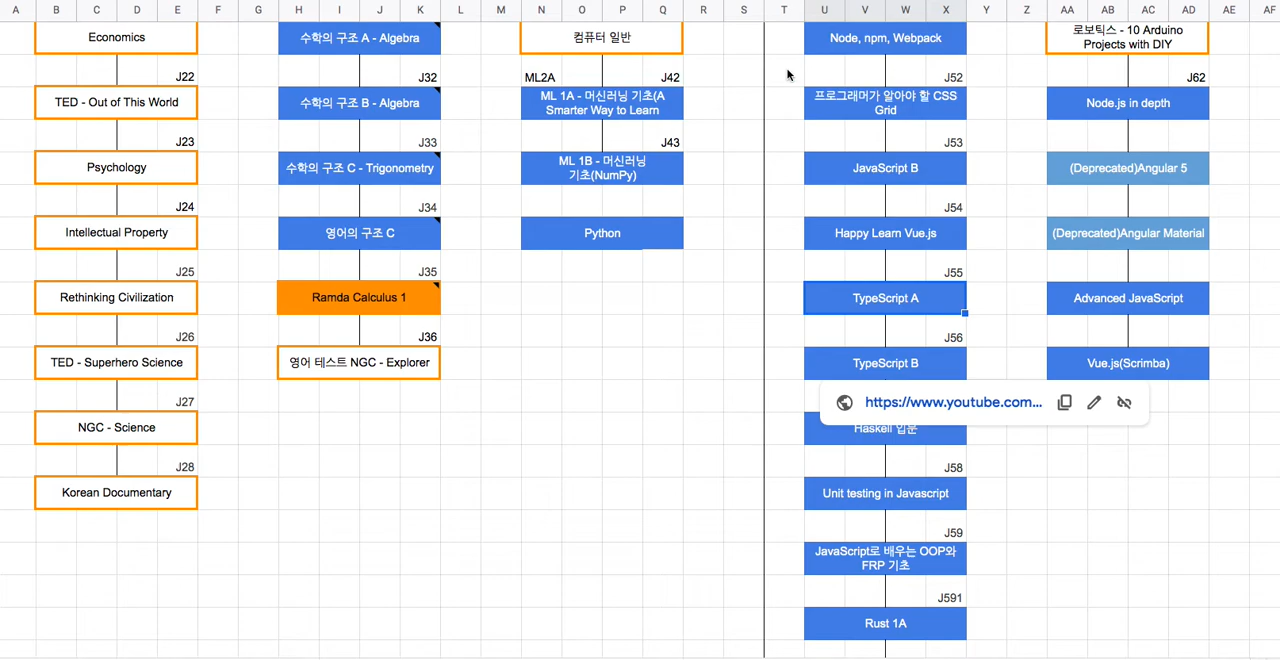 A B C D E F G H I J K L M N O P Q R S T U V W X Y Z AA AB AC AD AE AF
Economics
수학의 구조 A - Algebra
컴퓨터 일반
Node, npm, Webpack
로보틱스 - 10 Arduino
Projects with DIY
J22
J32
ML2A
J42
J52
J62
TED - Out of This World
수학의 구조 B - Algebra
ML 1A - 머신러닝 기초(A
Smarter Way to Learn
프로그래머가 알아야 할 CSS
Grid
Node.js in depth
J23
J33
J43
J53
Psychology
수학의 구조 C - Trigonometry
ML 1B - 머신러닝
기초(NumPy)
JavaScript B
(Deprecated)Angular 5
J24
J34
J54
Intellectual Property
영어의 구조 C
Python
Happy Learn Vue.js
(Deprecated)Angular Material
J25
J35
J55
Rethinking Civilization
Ramda Calculus 1
TypeScript A
Advanced JavaScript
J26
J36
J56
TED - Superhero Science
영어 테스트 NGC - Explorer
TypeScript B
Vue.js(Scrimba)
J27
https://www.youtube.com...
NGC - Science
Haskell 입문
J28
J58
Korean Documentary
Unit testing in Javascript
J59
JavaScript로 배우는 OOP와
FRP 기초
J591
Rust 1A